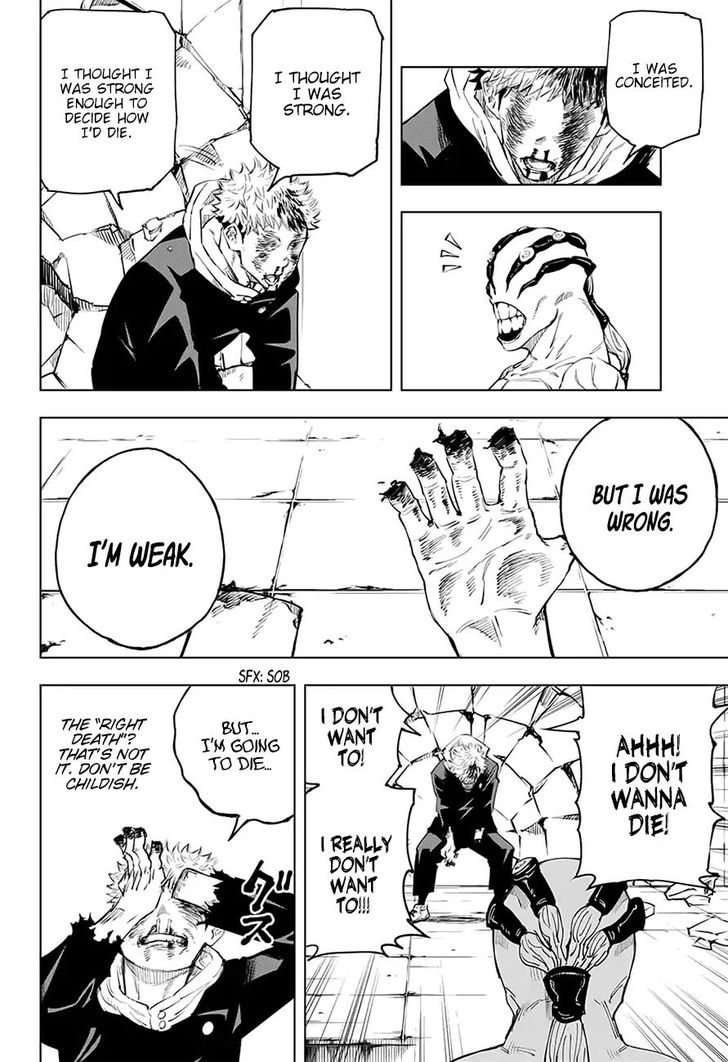 I WAS
CONCEITED.
I THOUGHT
I WAS
STRONG.
I THOUGHT I
WAS STRONG
ENOUGH TO
DECIDE HOW
I'D DIE.
BUT I WAS
WRONG.
I'M WEAK.
AHHH!
I DON'T
WANNA
DIE!
I DON'T
WANT
TO!
I REALLY
DON'T
WANT
TO!!!
SFX: SOB
BUT...
I'M GOING
TO DIE...
THE "RIGHT
DEATH"?
THAT'S NOT
IT. DON'T BE
CHILDISH.
グスッ